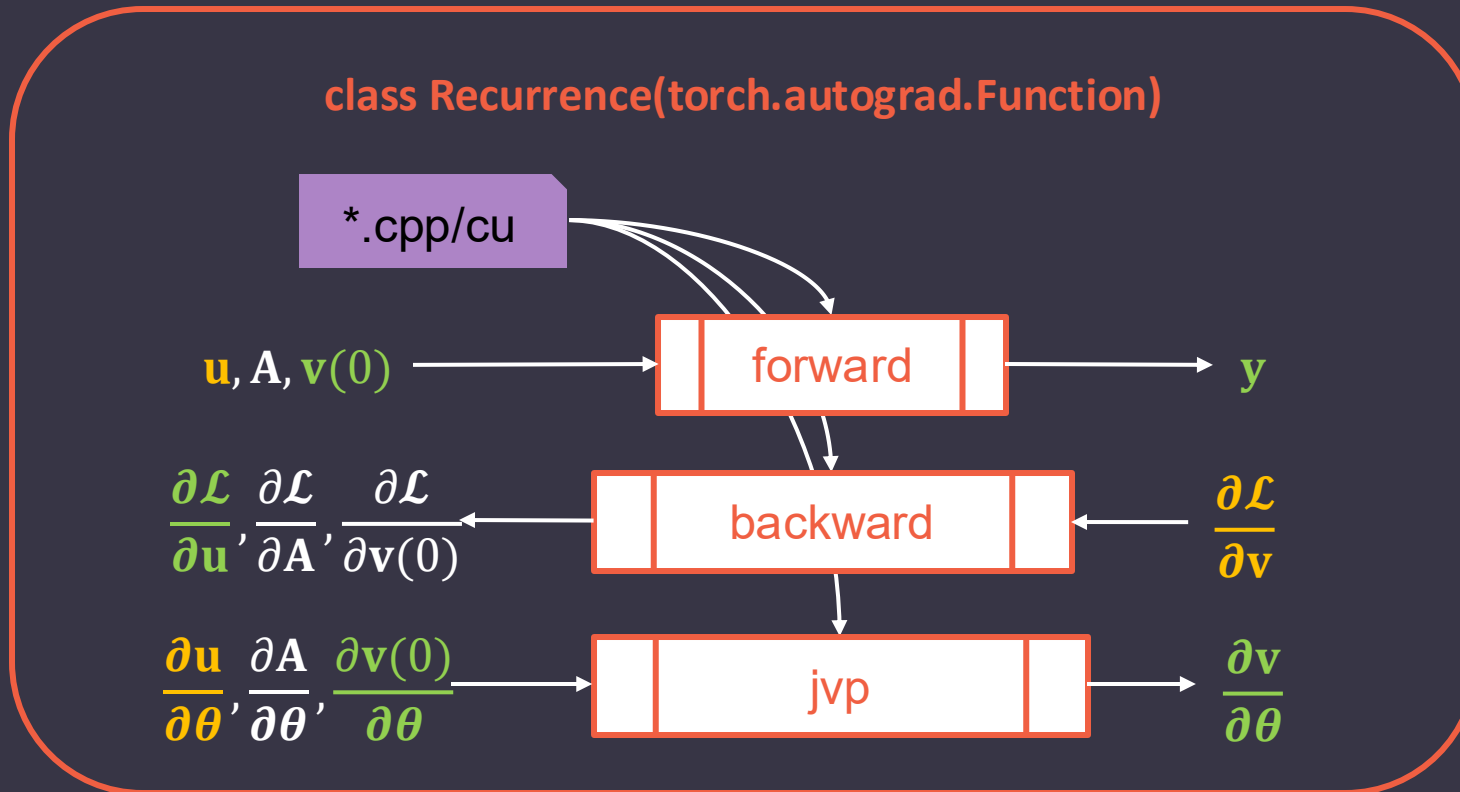 class Recurrence(torch.autograd.Function)
*.cpp/cu
u, A, v(0)
forward
y
∂ℒ/∂u, ∂ℒ/∂A, ∂ℒ/∂v(0)
backward
∂ℒ/∂v
∂u/∂θ, ∂A/∂θ, ∂v(0)/∂θ
jvp
∂v/∂θ